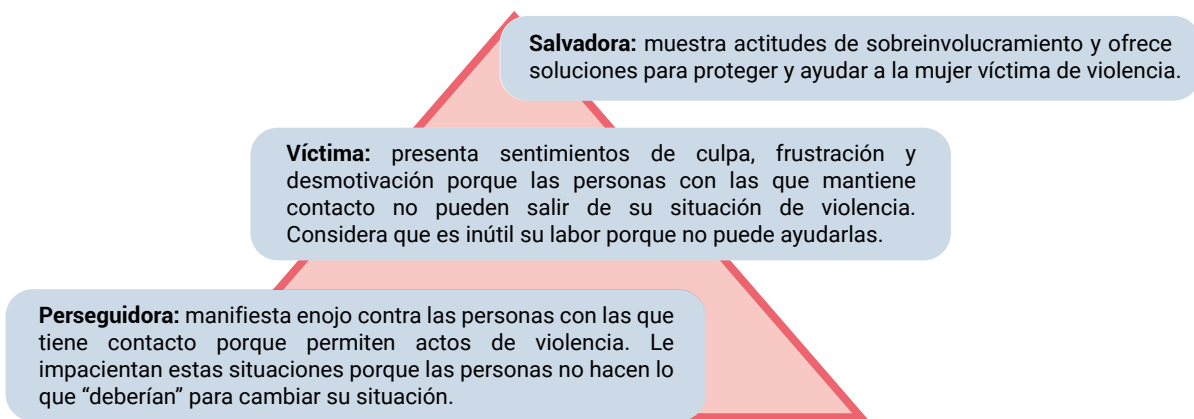 Salvadora: muestra actitudes de sobreinvolucramiento y ofrece
soluciones para proteger y ayudar a la mujer víctima de violencia.
Víctima: presenta sentimientos de culpa, frustración y
desmotivación porque las personas con las que mantiene
contacto no pueden salir de su situación de violencia.
Considera que es inútil su labor porque no puede ayudarlas.
Perseguidora: manifiesta enojo contra las personas con las que
tiene contacto porque permiten actos de violencia. Le
impacientan estas situaciones porque las personas no hacen lo
que “deberían” para cambiar su situación.